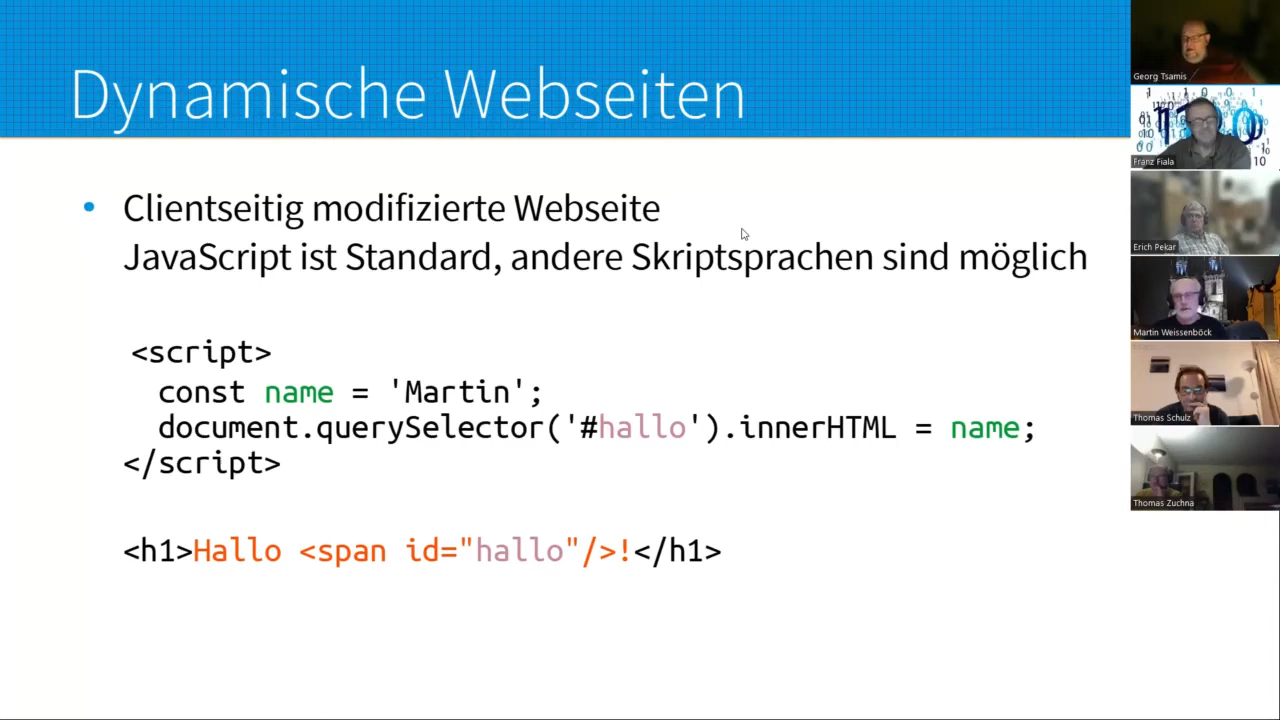 Dynamische Webseiten
• Clientseitig modifizierte Webseite
JavaScript ist Standard, andere Skriptsprachen sind möglich
<script>
const name = 'Martin';
document.querySelector('#hallo').innerHTML = name;
</script>
<h1>Hallo <span id="hallo"/>!</h1>
Georg Tsamis
Franz Fiala
Erich Pekar
Martin Weissenböck
Thomas Schulz
Thomas Zuchna